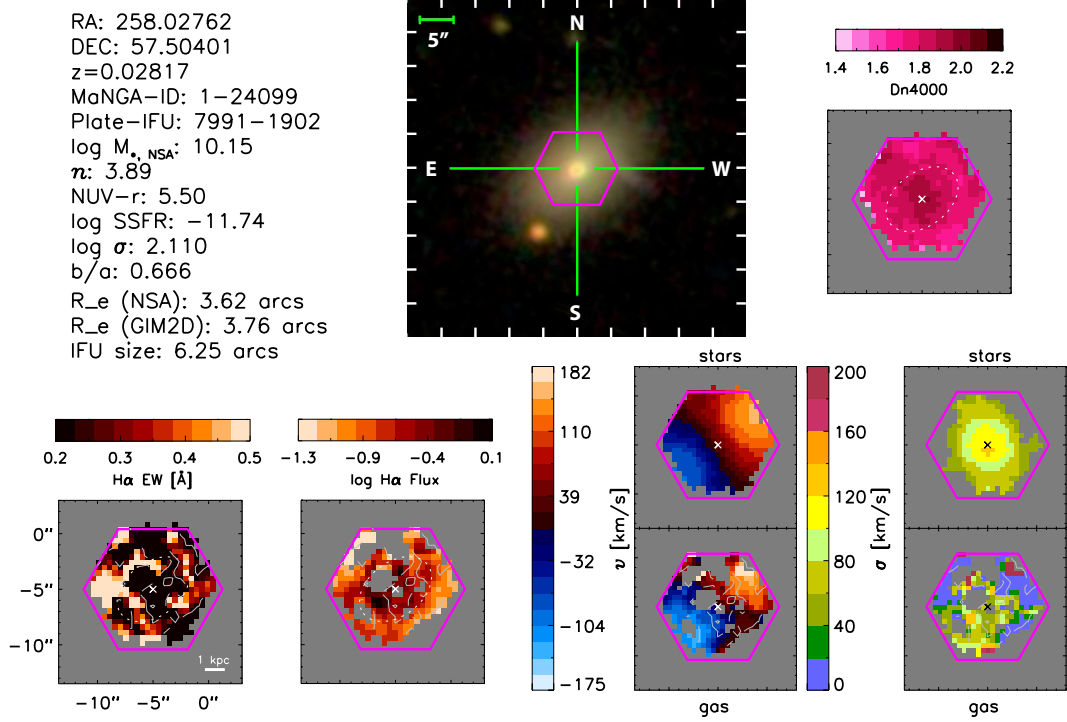 RA: 258.02762
DEC: 57.50401
z=0.02817
MaNGA-ID: 1-24099
Plate-IFU: 7991-1902
log M*, NSA: 10.15
n: 3.89
NUV-r: 5.50
log SSFR: -11.74
log σ: 2.110
b/a: 0.666
R_e (NSA): 3.62 arcs
R_e (GIM2D): 3.76 arcs
IFU size: 6.25 arcs
5″
N
E
W
S
1.4 1.6 1.8 2.0 2.2
Dn4000
0.2 0.3 0.4 0.5
Hα EW [Å]
-1.3 -0.9 -0.4 0.1
log Hα Flux
0″
-5″
-10″
-10″ -5″ 0″
1 kpc
182
110
39
-32
-104
-175
v [km/s]
stars
gas
200
160
120
80
40
0
σ [km/s]
stars
gas